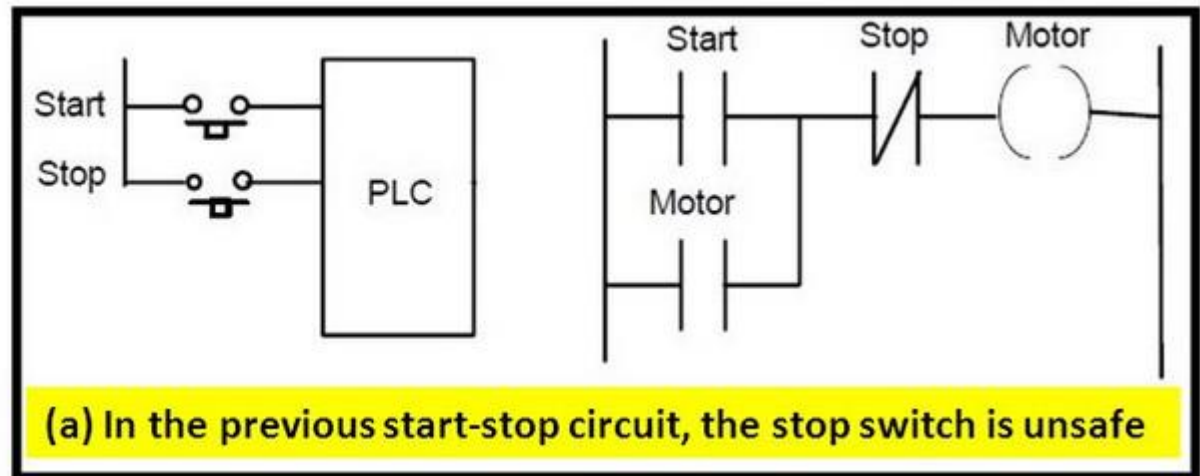 Start
Stop
PLC
Start Stop Motor
Motor
(a) In the previous start-stop circuit, the stop switch is unsafe